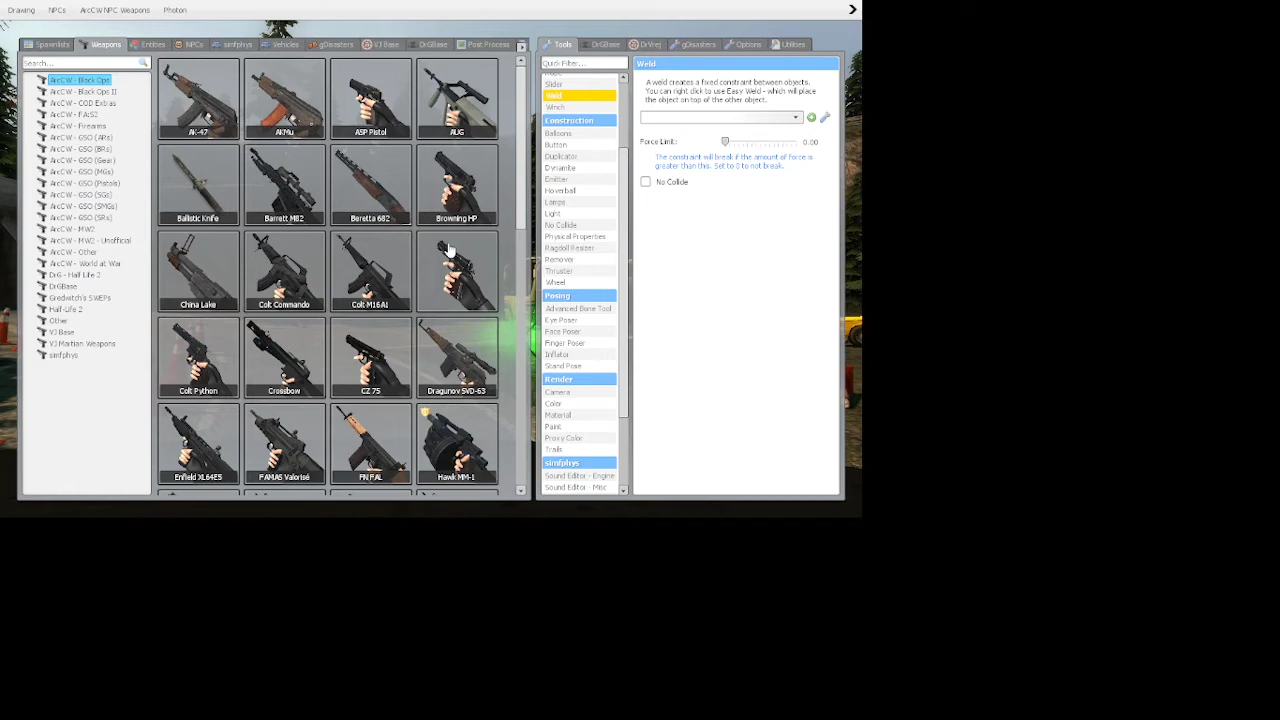 Drawing NPCs ArcCW NPC Weapons Photon
Spawnlists Weapons Entities NPCs simfphys Vehicles gDisasters VJ Base DrGBase Post Process
Search...
ArcCW - Black Ops
ArcCW - Black Ops II
ArcCW - COD Extras
ArcCW - FA:S2
ArcCW - Firearms
ArcCW - GSO (ARs)
ArcCW - GSO (BRs)
ArcCW - GSO (Gear)
ArcCW - GSO (MGs)
ArcCW - GSO (Pistols)
ArcCW - GSO (SGs)
ArcCW - GSO (SMGs)
ArcCW - GSO (SRs)
ArcCW - MW2
ArcCW - MW2 - Unofficial
ArcCW - Other
ArcCW - World at War
DrG - Half Life 2
DrGBase
Gredwitch's SWEPs
Half-Life 2
Other
VJ Base
VJ Martian Weapons
simfphys
AK-47 AKMu ASP Pistol AUG
Ballistic Knife Barrett M82 Beretta 682 Browning HP
China Lake Colt Commando Colt M16A1
Colt Python Crossbow CZ 75 Dragunov SVD-63
Enfield XL64E5 FAMAS Valorisé FN FAL Hawk MM-1
Tools DrGBase DrVrej gDisasters Options Utilities
Quick Filter...
Slider
Weld
Winch
Construction
Balloons
Button
Duplicator
Dynamite
Emitter
Hoverball
Lamps
Light
No Collide
Physical Properties
Ragdoll Resizer
Remover
Thruster
Wheel
Posing
Advanced Bone Tool
Eye Poser
Face Poser
Finger Poser
Inflator
Stand Pose
Render
Camera
Color
Material
Paint
Proxy Color
Trails
simfphys
Sound Editor - Engine
Sound Editor - Misc
Weld
A weld creates a fixed constraint between objects.
You can right click to use Easy Weld - which will place
the object on top of the other object.
Force Limit: 0.00
The constraint will break if the amount of force is
greater than this. Set to 0 to not break.
No Collide